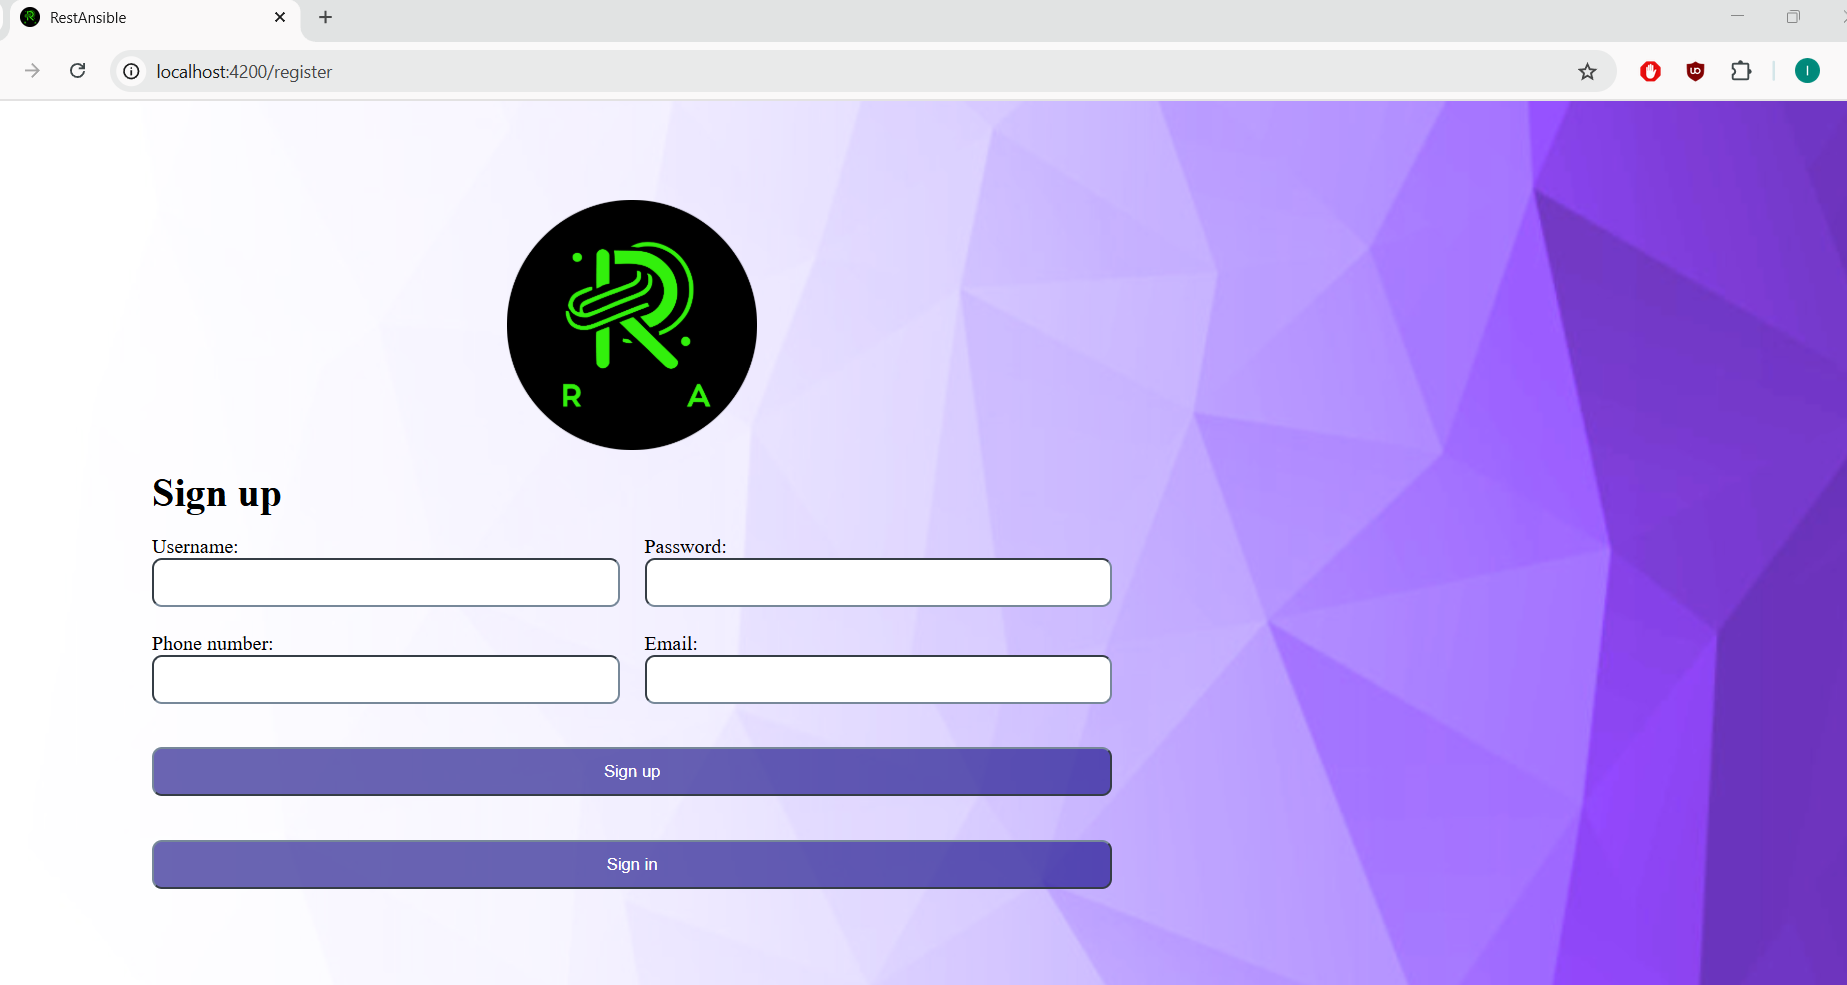 RestAnsible
localhost:4200/register
I
R A
Sign up
Username: Password:
Phone number: Email:
Sign up
Sign in